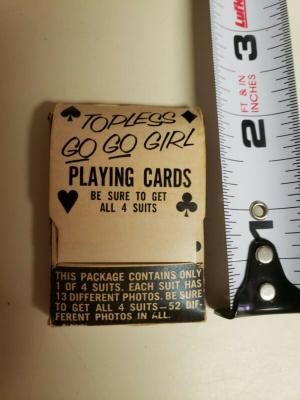 TOPLESS
GO GO GIRL
PLAYING CARDS
BE SURE TO GET
ALL 4 SUITS
THIS PACKAGE CONTAINS ONLY
1 OF 4 SUITS. EACH SUIT HAS
13 DIFFERENT PHOTOS. BE SURE
TO GET ALL 4 SUITS—52 DIF-
FERENT PHOTOS IN ALL.
Lufkin
3
FT & IN
INCHES
2
1